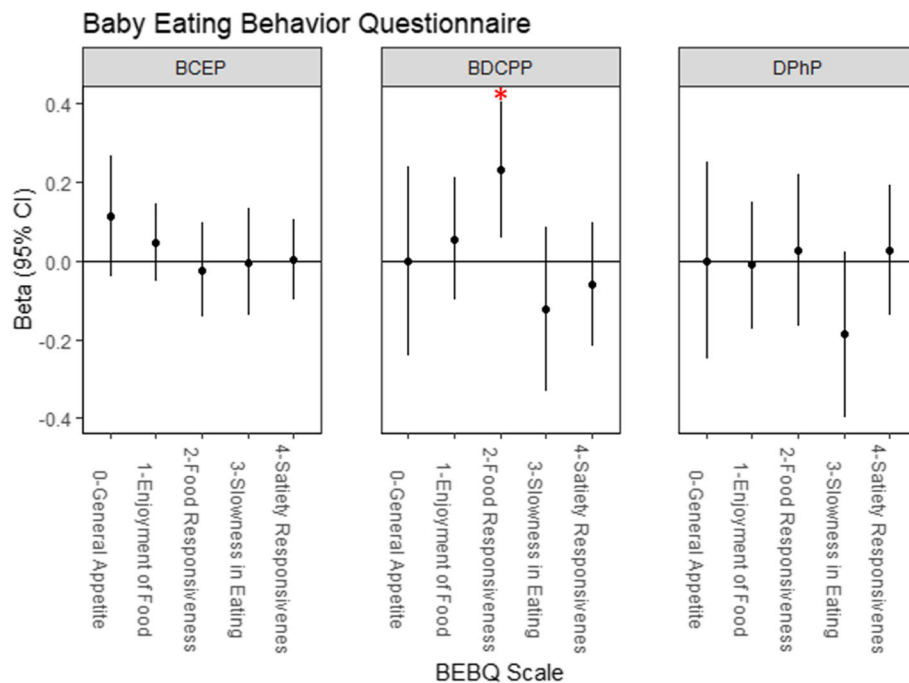 Baby Eating Behavior Questionnaire
BCEP
BDCPP
DPhP
*
0.4
0.2
0.0
-0.2
-0.4
Beta (95% CI)
0-General Appetite
1-Enjoyment of Food
2-Food Responsiveness
3-Slowness in Eating
4-Satiety Responsivenes
0-General Appetite
1-Enjoyment of Food
2-Food Responsiveness
3-Slowness in Eating
4-Satiety Responsivenes
0-General Appetite
1-Enjoyment of Food
2-Food Responsiveness
3-Slowness in Eating
4-Satiety Responsivenes
BEBQ Scale